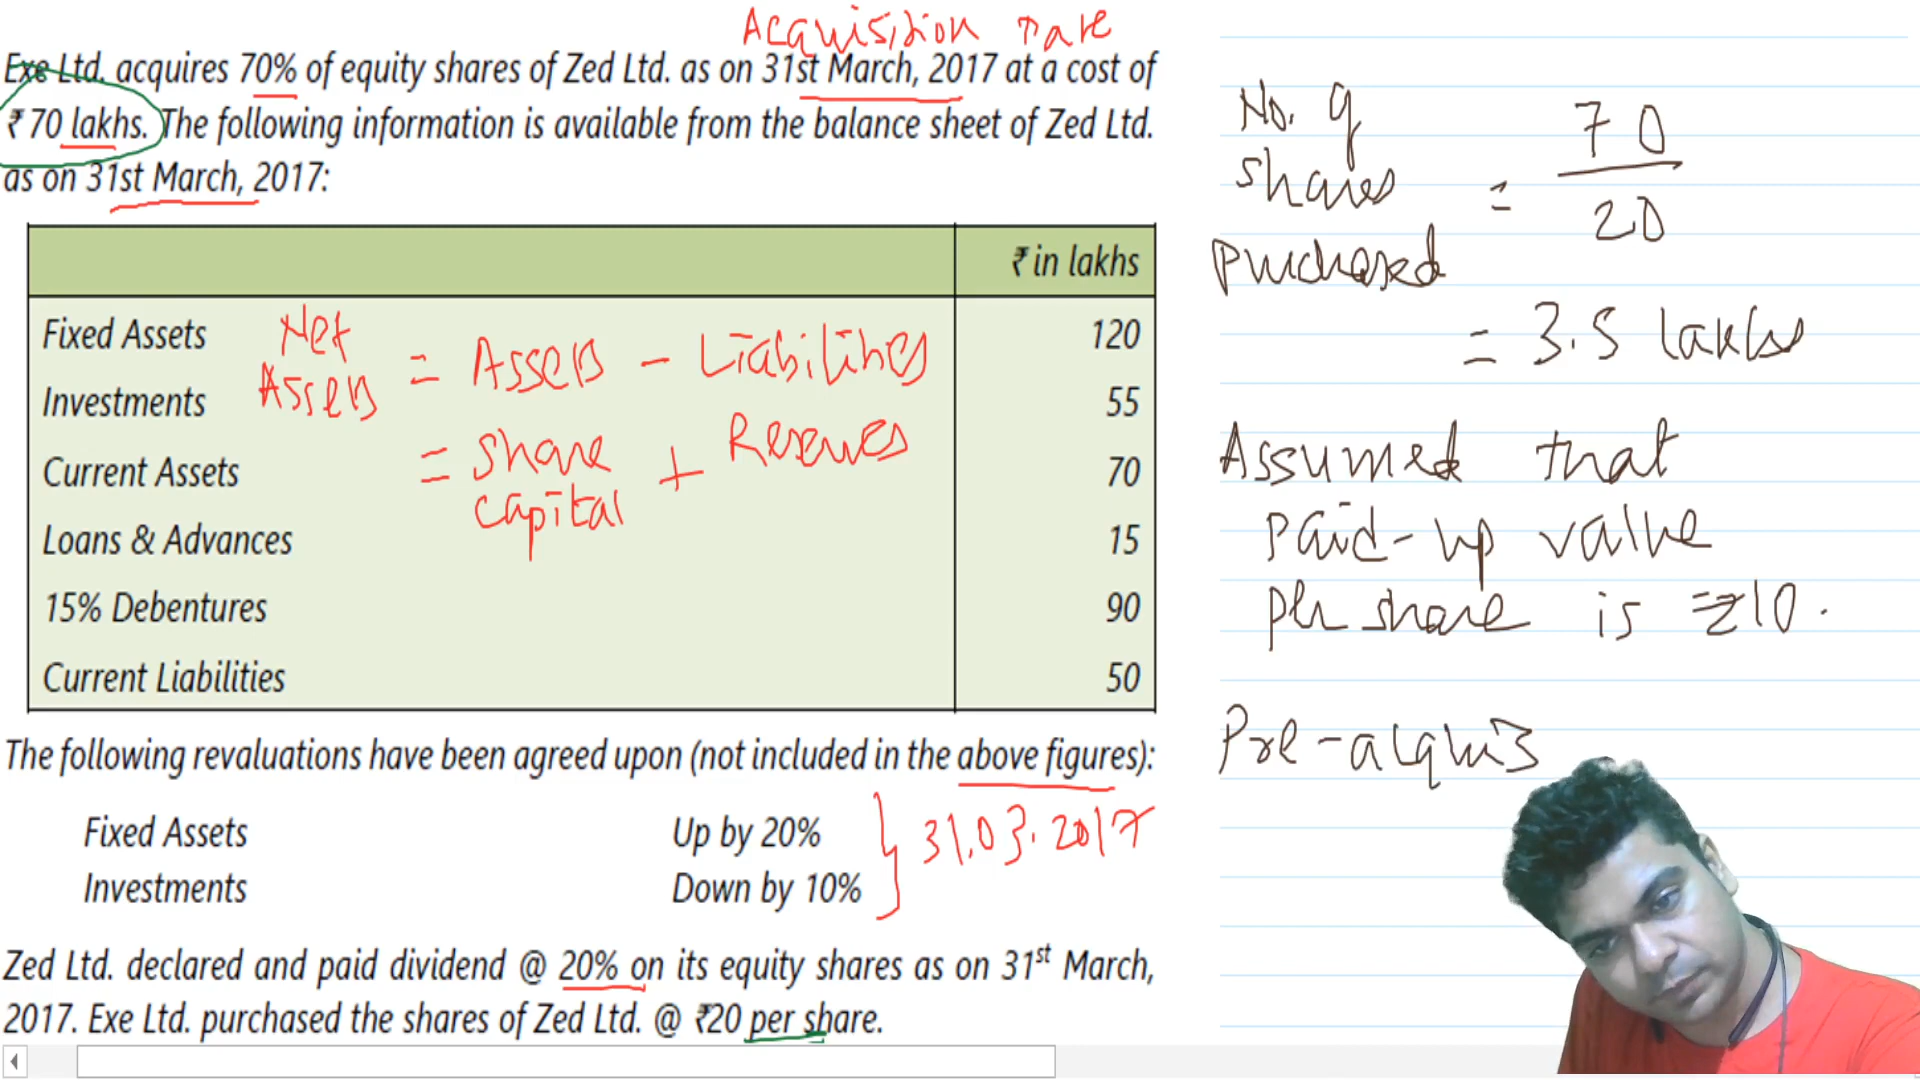 Acquisition Date
Exe Ltd. acquires 70% of equity shares of Zed Ltd. as on 31st March, 2017 at a cost of
₹ 70 lakhs. The following information is available from the balance sheet of Zed Ltd.
as on 31st March, 2017:
₹ in lakhs
Fixed Assets 120
Investments 55
Current Assets 70
Loans & Advances 15
15% Debentures 90
Current Liabilities 50
Net Assets = Assets - Liabilities
= Share Capital + Reserves
The following revaluations have been agreed upon (not included in the above figures):
Fixed Assets Up by 20%
Investments Down by 10%
31.03.2017
Zed Ltd. declared and paid dividend @ 20% on its equity shares as on 31st March,
2017. Exe Ltd. purchased the shares of Zed Ltd. @ ₹20 per share.
No. of
shares
purchased
= 70
20
= 3.5 lakhs
Assumed that
paid-up value
per share is ₹10.
Pre-acquis